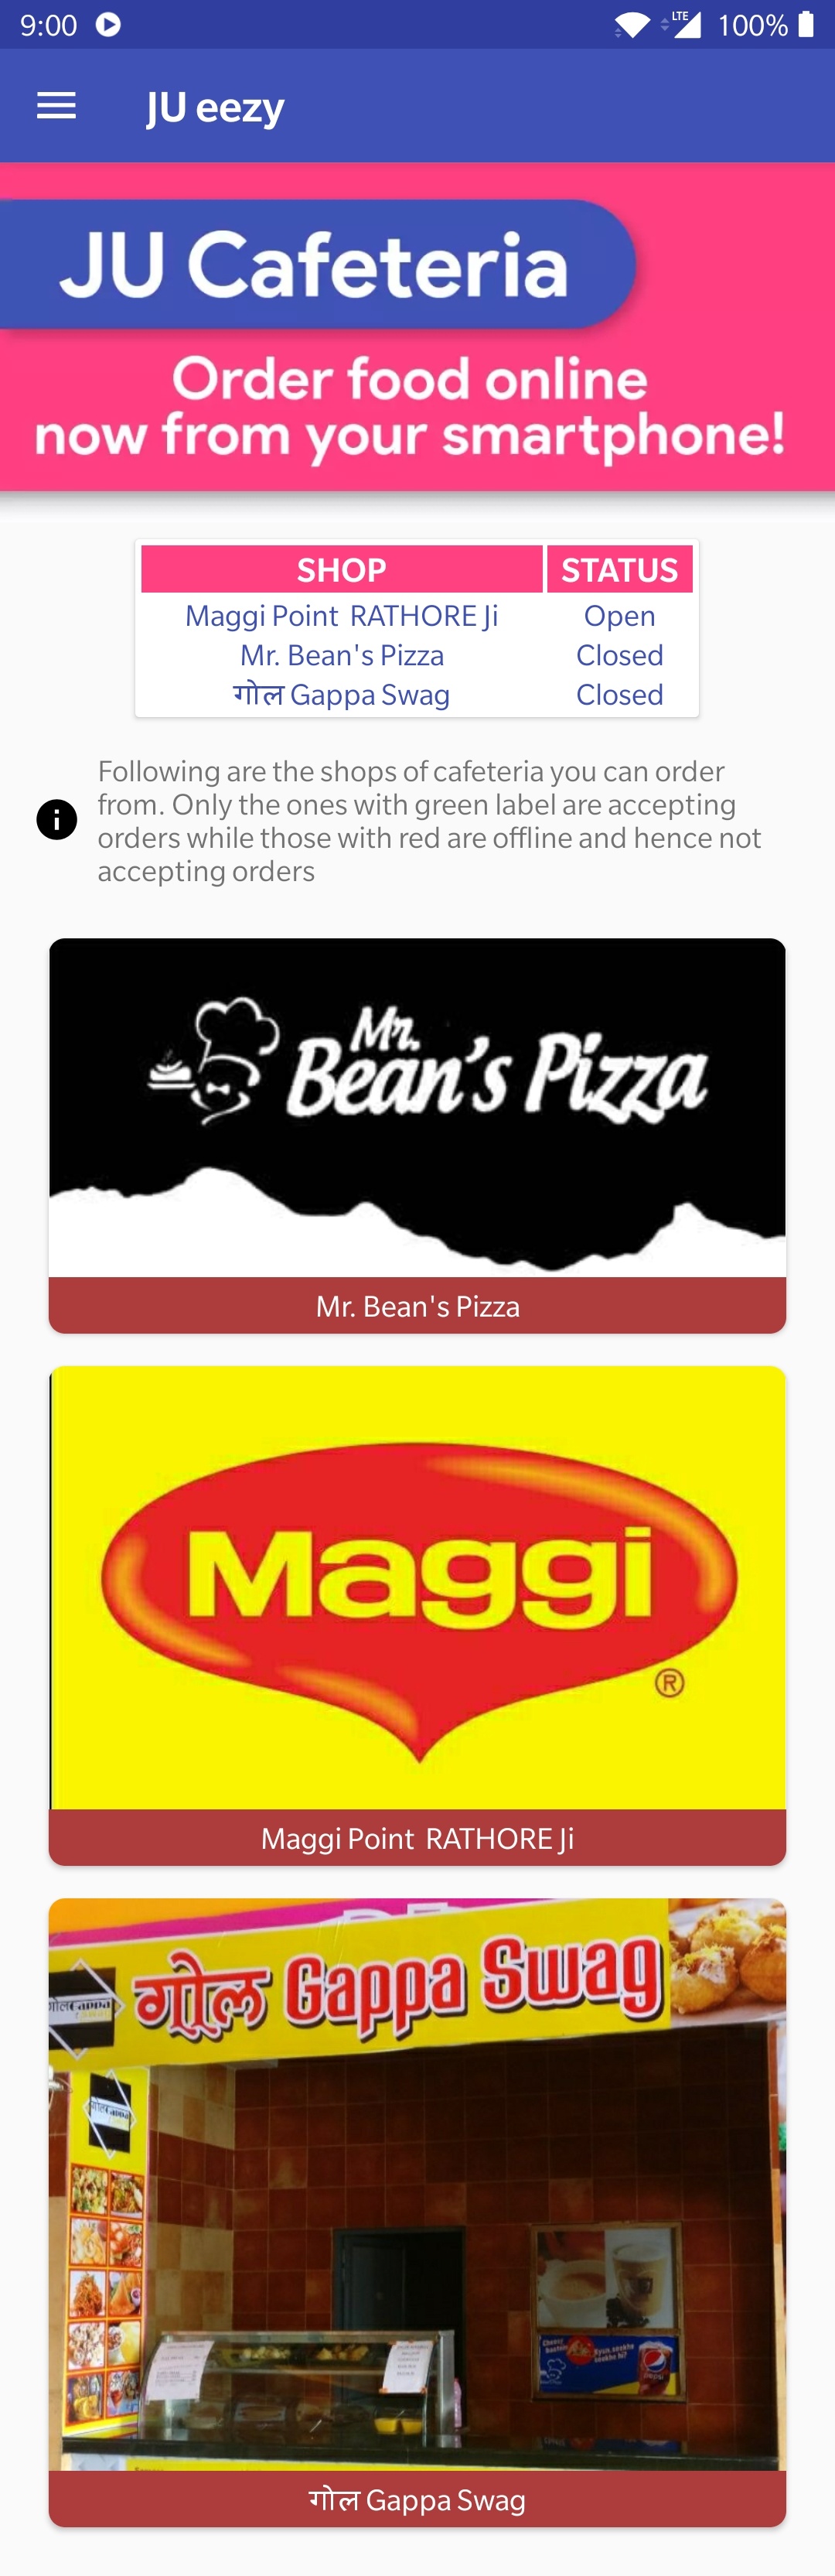 9:00 LTE 100%
JU eezy
JU Cafeteria
Order food online
now from your smartphone!
SHOP STATUS
Maggi Point RATHORE Ji Open
Mr. Bean's Pizza Closed
गोल Gappa Swag Closed
Following are the shops of cafeteria you can order
from. Only the ones with green label are accepting
orders while those with red are offline and hence not
accepting orders
Mr.
Bean's Pizza
Mr. Bean's Pizza
Maggi
®
Maggi Point RATHORE Ji
गोल Gappa Swag
pepsi
गोल Gappa Swag